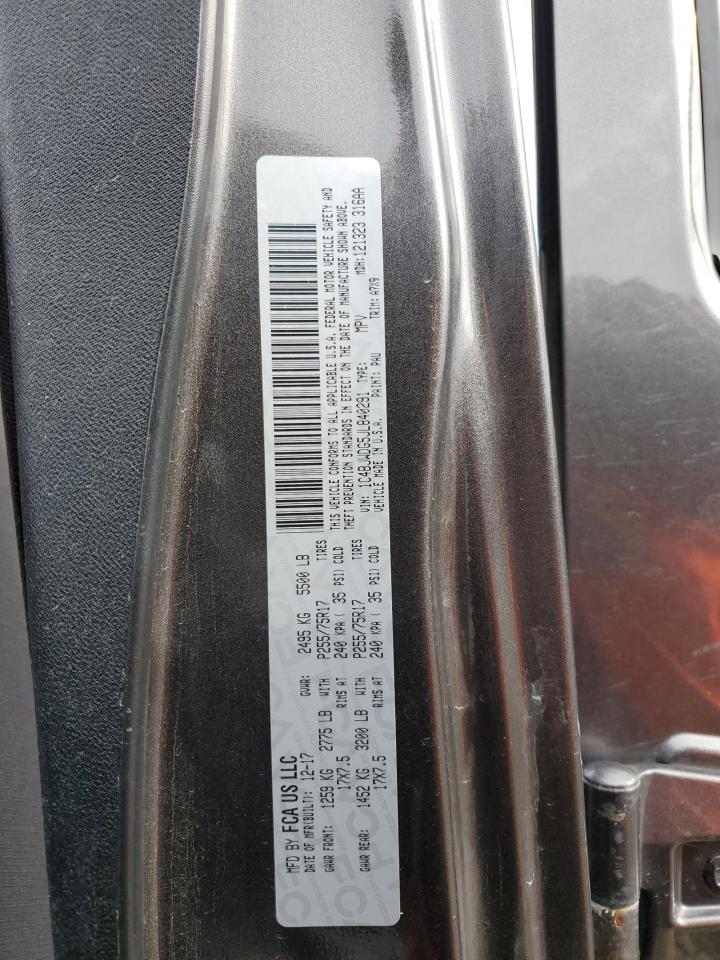 MFD BY FCA US LLC
DATE OF MFR(BUILT): 12-17 GVWR: 2495 KG 5500 LB
GAWR FRONT: 1259 KG 2775 LB WITH P255/75R17 TIRES
17X7.5 RIMS AT 240 KPA ( 35 PSI) COLD
GAWR REAR: 1452 KG 3200 LB WITH P255/75R17 TIRES
17X7.5 RIMS AT 240 KPA ( 35 PSI) COLD
THIS VEHICLE CONFORMS TO ALL APPLICABLE U.S.A. FEDERAL MOTOR VEHICLE SAFETY AND
THEFT PREVENTION STANDARDS IN EFFECT ON THE DATE OF MANUFACTURE SHOWN ABOVE.
VIN: 1C4BJWDG5JL840291 TYPE: MPV MDH: 121323 316AA
VEHICLE MADE IN U.S.A. PAINT: PAU TRIM: A7X9